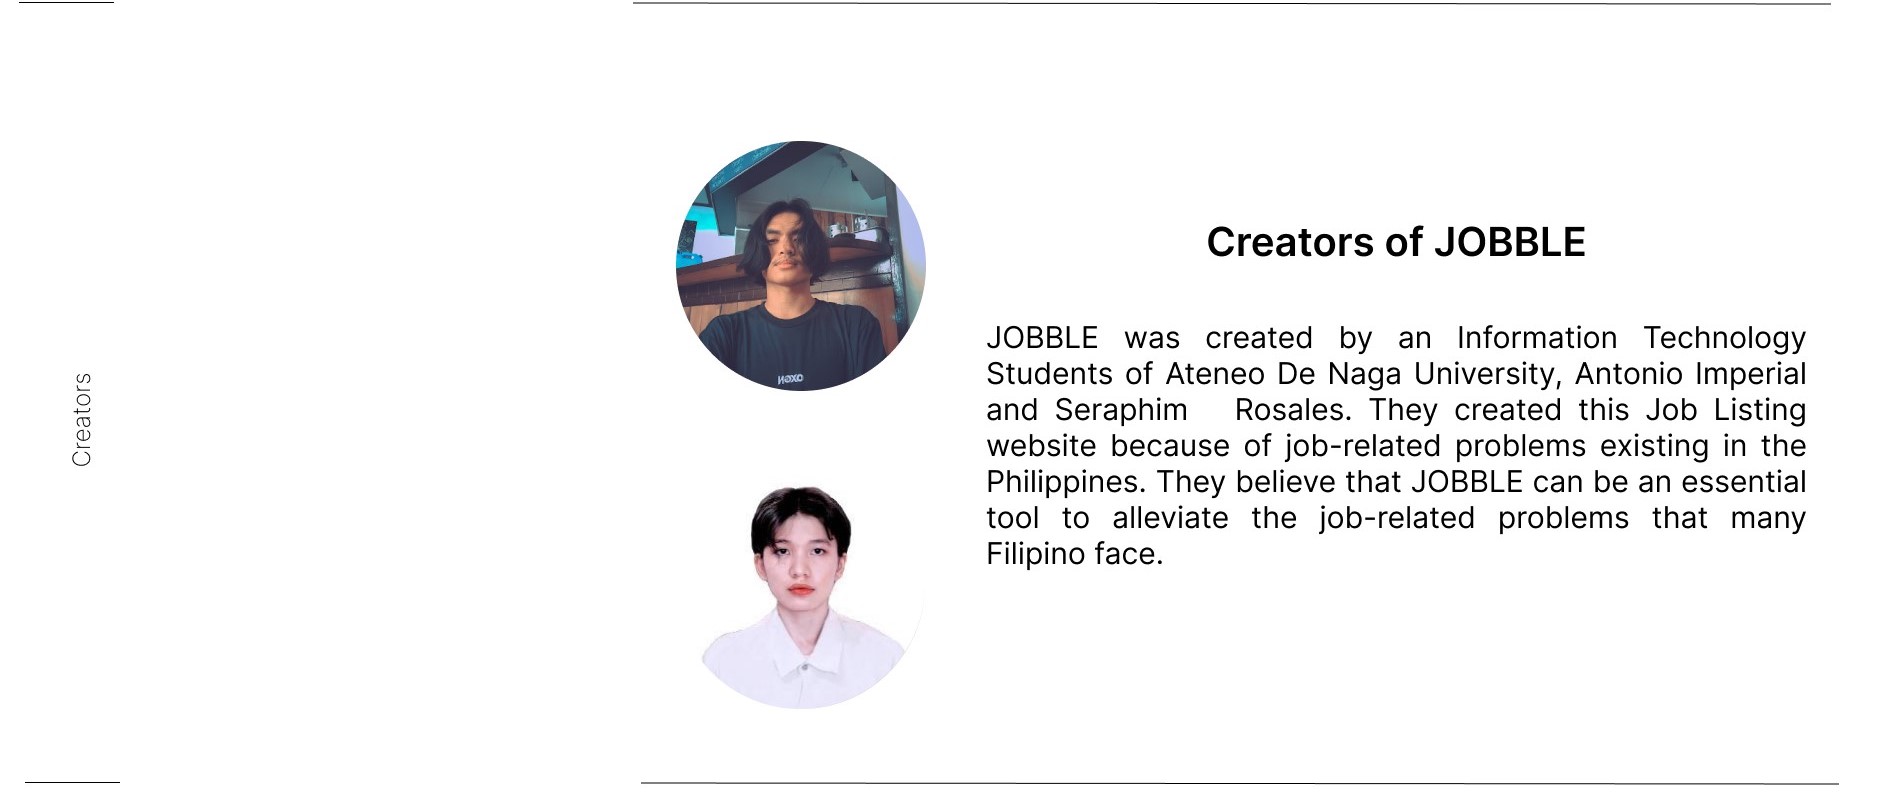 Creators
Creators of JOBBLE
JOBBLE was created by an Information Technology
Students of Ateneo De Naga University, Antonio Imperial
and Seraphim Rosales. They created this Job Listing
website because of job-related problems existing in the
Philippines. They believe that JOBBLE can be an essential
tool to alleviate the job-related problems that many
Filipino face.